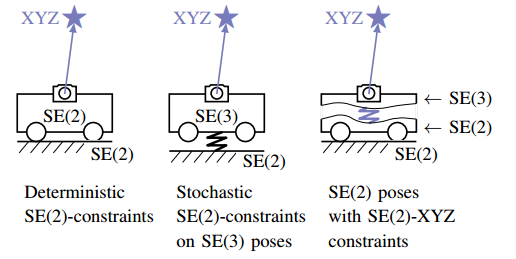 XYZ
XYZ
XYZ
SE(2)
SE(3)
← SE(3)
← SE(2)
SE(2)
SE(2)
SE(2)
Deterministic
SE(2)-constraints
Stochastic
SE(2)-constraints
on SE(3) poses
SE(2) poses
with SE(2)-XYZ
constraints